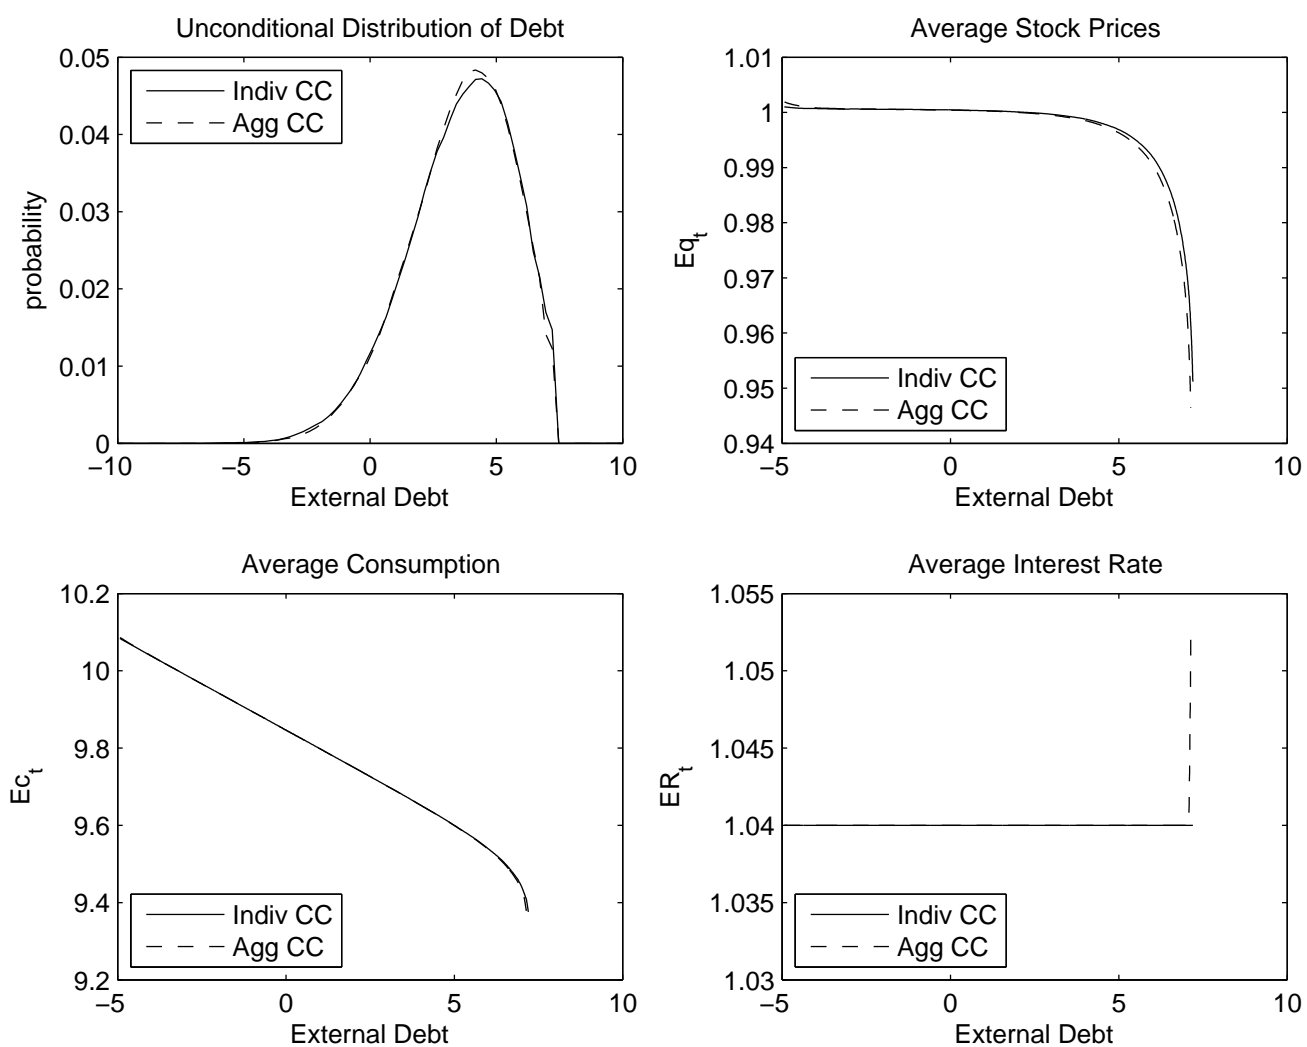 Unconditional Distribution of Debt
0.05
0.04
0.03
0.02
0.01
0
probability
Indiv CC
Agg CC
−10
−5
0
5
10
External Debt
Average Stock Prices
1.01
1
0.99
0.98
0.97
0.96
0.95
0.94
Eq_t
Indiv CC
Agg CC
−5
0
5
10
External Debt
Average Consumption
10.2
10
9.8
9.6
9.4
9.2
Ec_t
Indiv CC
Agg CC
−5
0
5
10
External Debt
Average Interest Rate
1.055
1.05
1.045
1.04
1.035
1.03
ER_t
Indiv CC
Agg CC
−5
0
5
10
External Debt